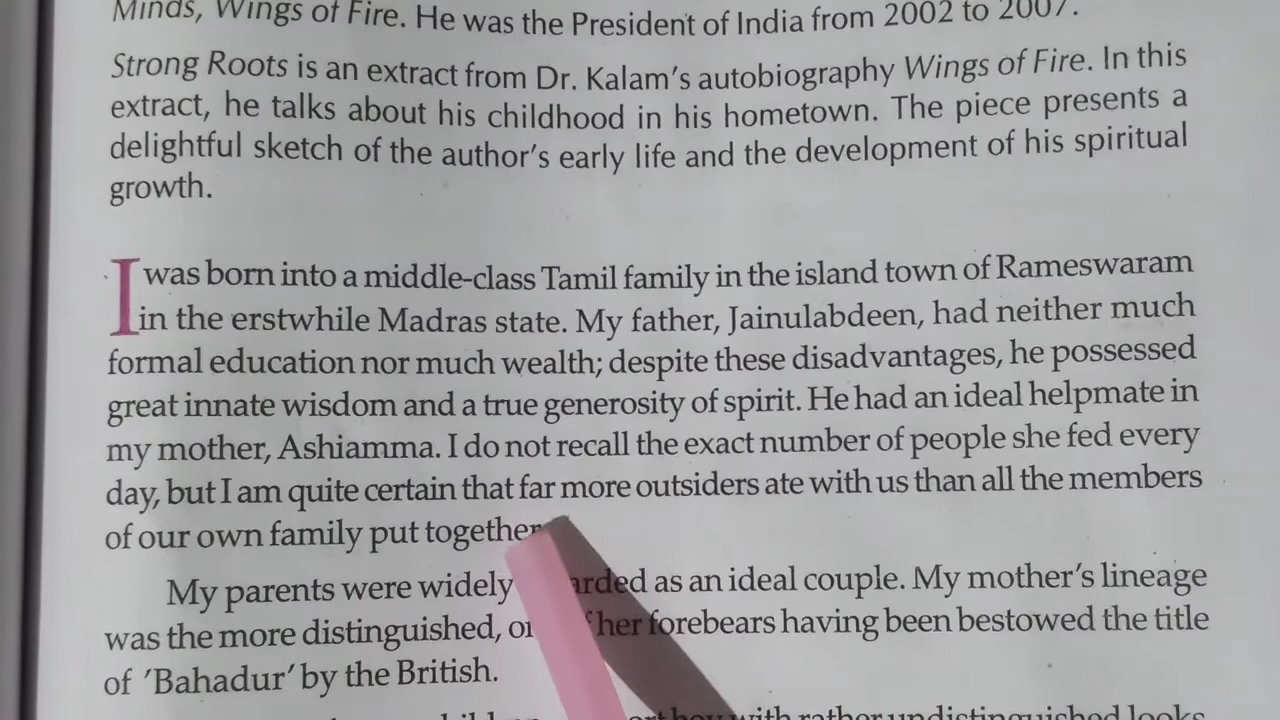 Minds, Wings of Fire. He was the President of India from 2002 to 2007.
Strong Roots is an extract from Dr. Kalam's autobiography Wings of Fire. In this
extract, he talks about his childhood in his hometown. The piece presents a
delightful sketch of the author's early life and the development of his spiritual
growth.
I was born into a middle-class Tamil family in the island town of Rameswaram
in the erstwhile Madras state. My father, Jainulabdeen, had neither much
formal education nor much wealth; despite these disadvantages, he possessed
great innate wisdom and a true generosity of spirit. He had an ideal helpmate in
my mother, Ashiamma. I do not recall the exact number of people she fed every
day, but I am quite certain that far more outsiders ate with us than all the members
of our own family put together
My parents were widely as an ideal couple. My mother's lineage
was the more distinguished, her forebears having been bestowed the title
of 'Bahadur' by the British.
with rather undistinguished looks